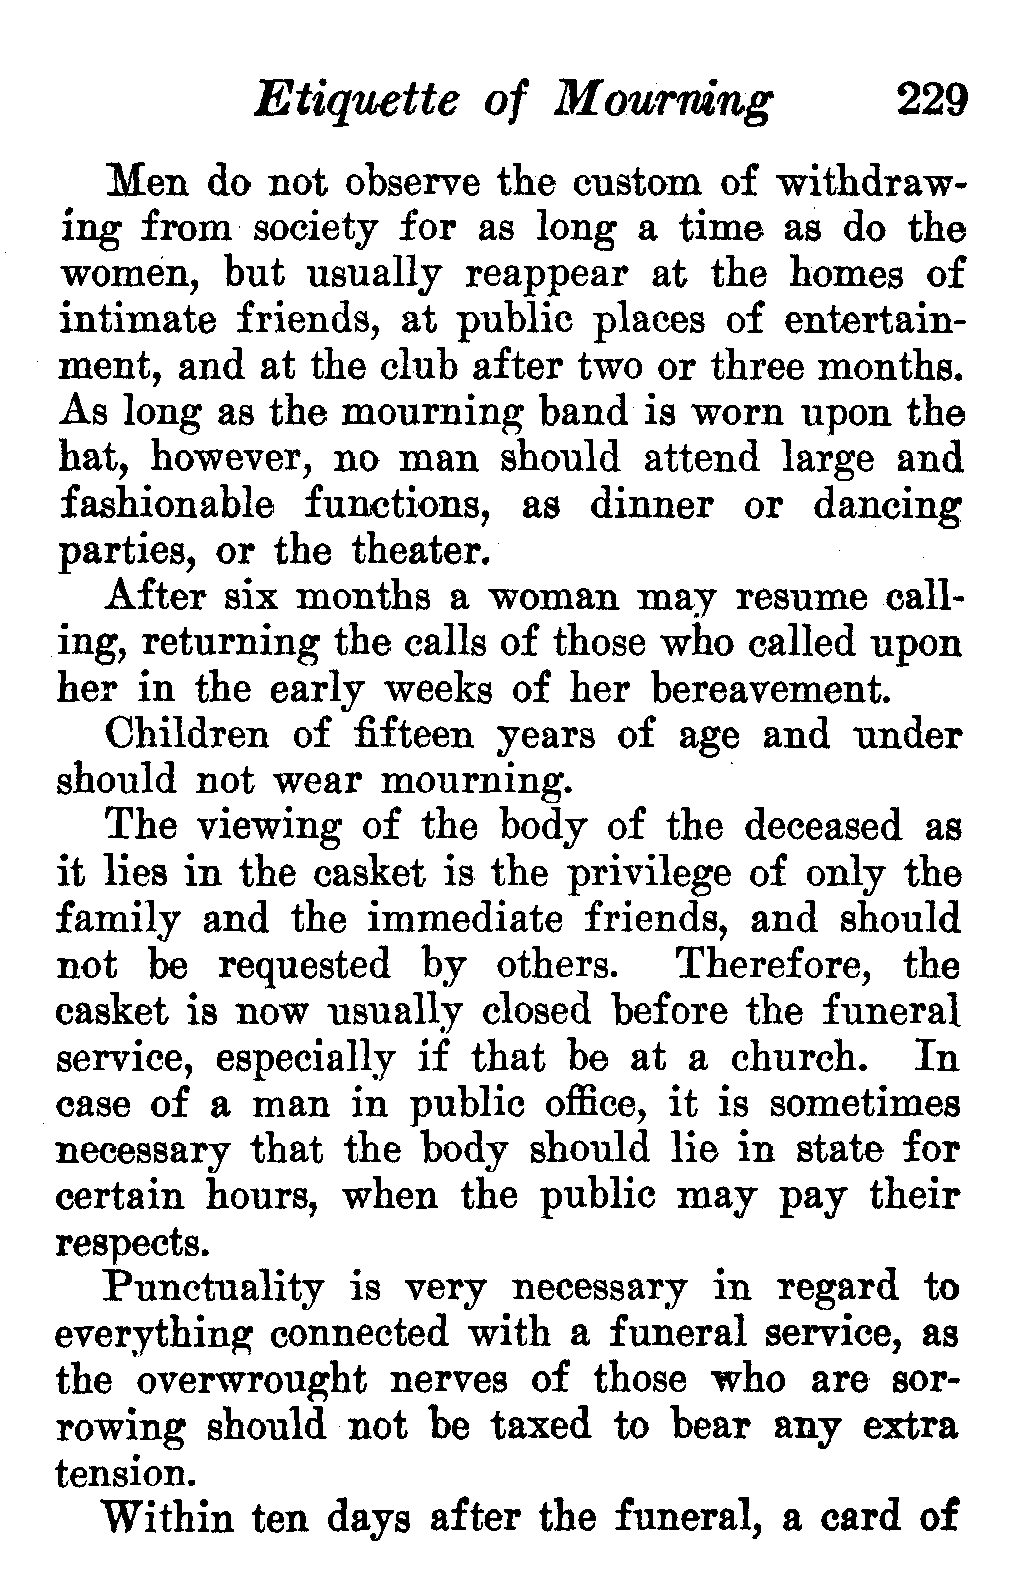 Etiquette of Mourning 229
Men do not observe the custom of withdraw-
ing from society for as long a time as do the
women, but usually reappear at the homes of
intimate friends, at public places of entertain-
ment, and at the club after two or three months.
As long as the mourning band is worn upon the
hat, however, no man should attend large and
fashionable functions, as dinner or dancing
parties, or the theater.
After six months a woman may resume call-
ing, returning the calls of those who called upon
her in the early weeks of her bereavement.
Children of fifteen years of age and under
should not wear mourning.
The viewing of the body of the deceased as
it lies in the casket is the privilege of only the
family and the immediate friends, and should
not be requested by others. Therefore, the
casket is now usually closed before the funeral
service, especially if that be at a church. In
case of a man in public office, it is sometimes
necessary that the body should lie in state for
certain hours, when the public may pay their
respects.
Punctuality is very necessary in regard to
everything connected with a funeral service, as
the overwrought nerves of those who are sor-
rowing should not be taxed to bear any extra
tension.
Within ten days after the funeral, a card of